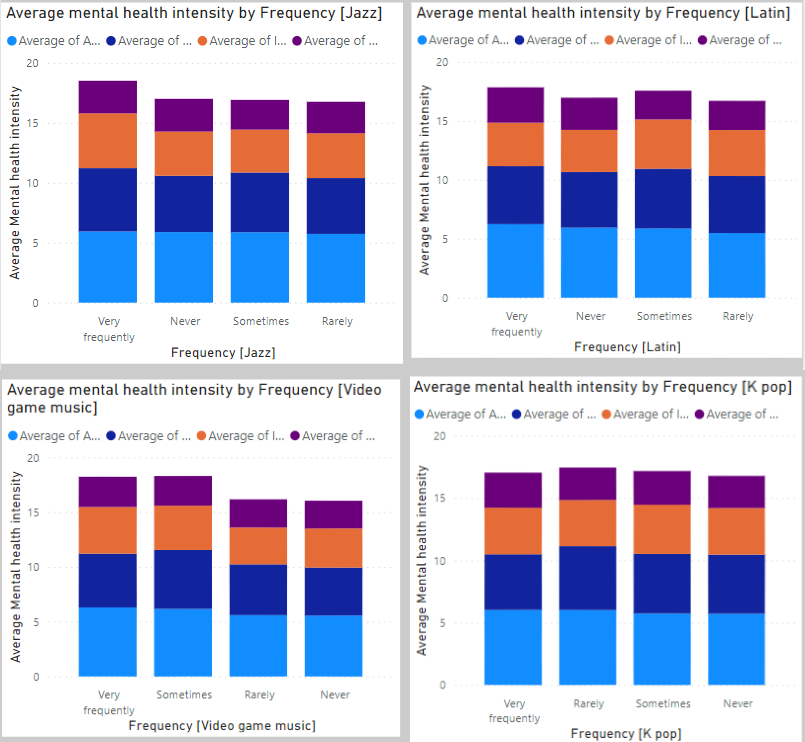 Average mental health intensity by Frequency [Jazz]
Average of A... Average of ... Average of I... Average of ...
Average Mental health intensity
20
15
10
5
0
Very frequently Never Sometimes Rarely
Frequency [Jazz]
Average mental health intensity by Frequency [Latin]
Average of A... Average of ... Average of I... Average of ...
Average Mental health intensity
20
15
10
5
0
Very frequently Never Sometimes Rarely
Frequency [Latin]
Average mental health intensity by Frequency [Video
game music]
Average of A... Average of ... Average of I... Average of ...
Average Mental health intensity
20
15
10
5
0
Very frequently Sometimes Rarely Never
Frequency [Video game music]
Average mental health intensity by Frequency [K pop]
Average of A... Average of ... Average of I... Average of ...
Average Mental health intensity
20
15
10
5
0
Very frequently Rarely Sometimes Never
Frequency [K pop]